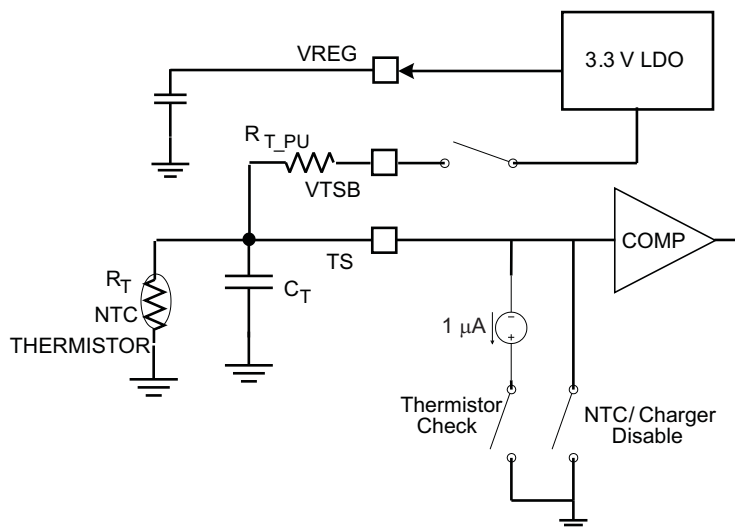 VREG
3.3 V LDO
R T_PU
VTSB
TS
COMP
RT
NTC
THERMISTOR
CT
1 μA
-
+
Thermistor
Check
NTC/ Charger
Disable